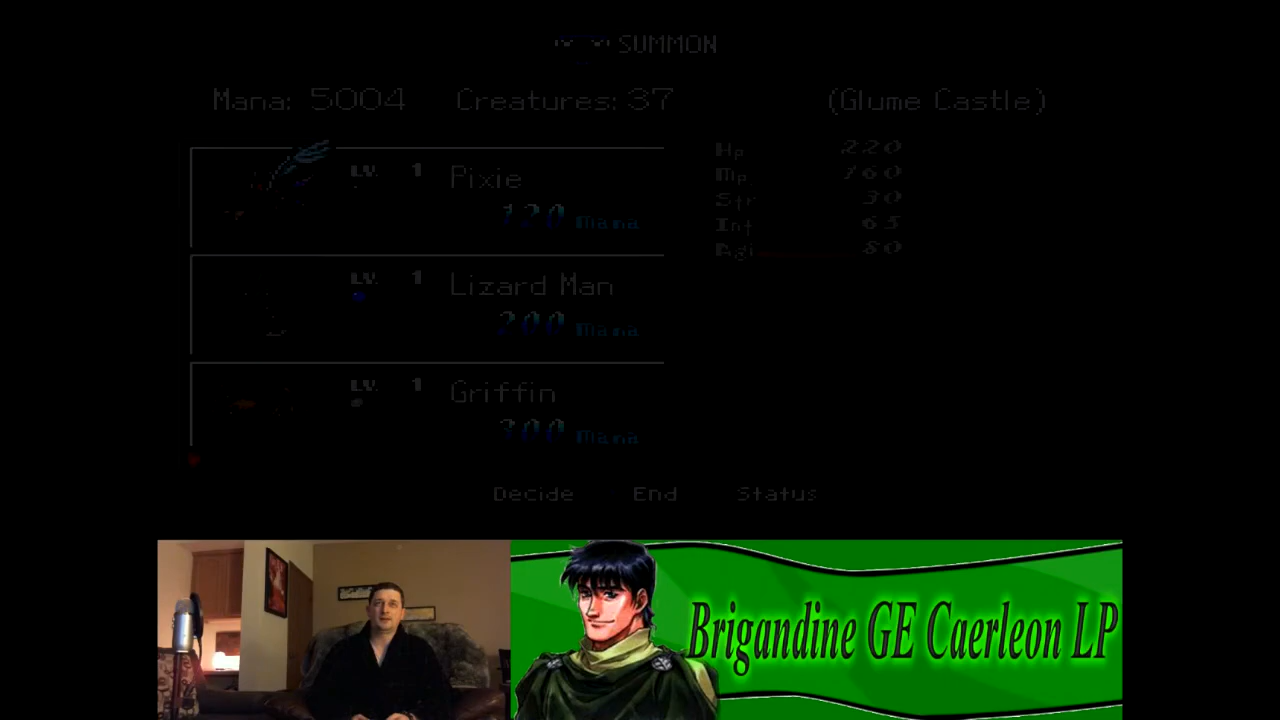 SUMMON
Mana: 5004 Creatures: 37 (Glume Castle)
LV. 1 Pixie
120 mana
LV. 1 Lizard Man
200 mana
LV. 1 Griffin
300 mana
Hp 220
Mp 160
Str 30
Int 65
Agi 80
Decide End Status
Brigandine GE Caerleon LP